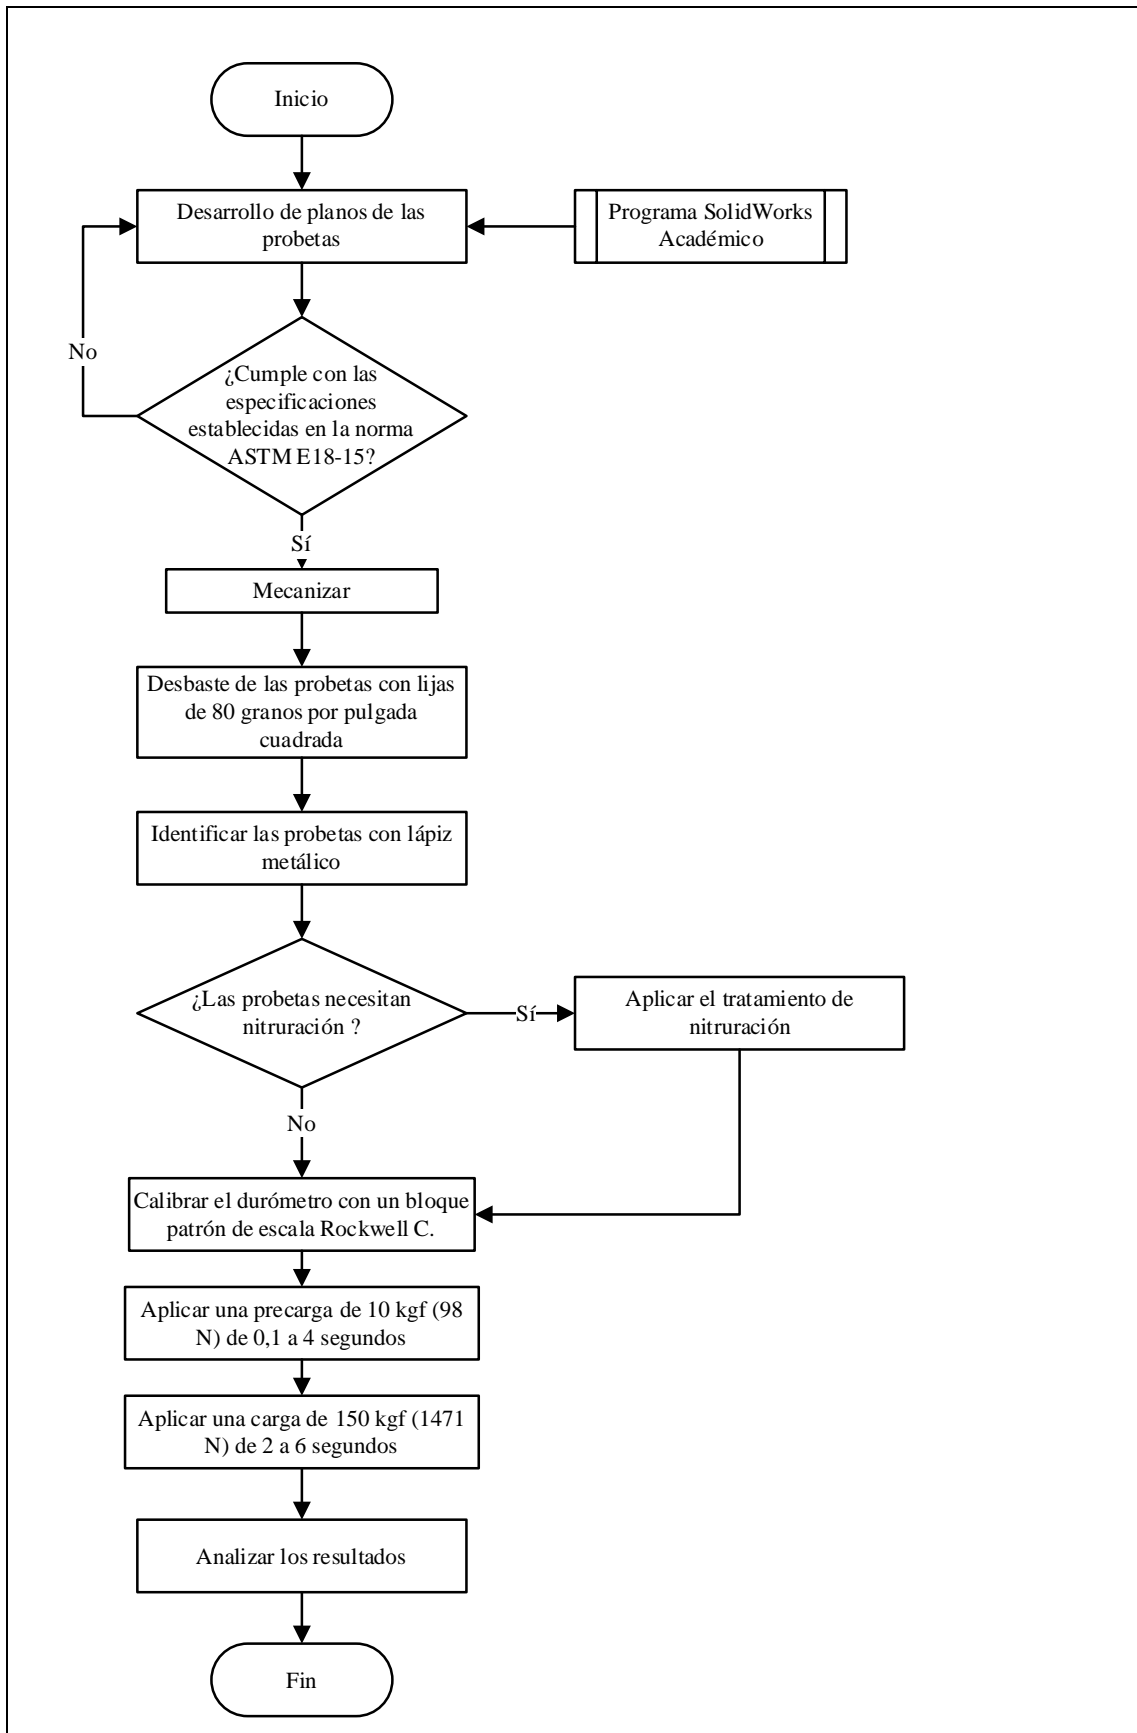 Inicio
Desarrollo de planos de las
probetas
Programa SolidWorks
Académico
No
¿Cumple con las
especificaciones
establecidas en la norma
ASTM E18-15?
Sí
Mecanizar
Desbaste de las probetas con lijas
de 80 granos por pulgada
cuadrada
Identificar las probetas con lápiz
metálico
¿Las probetas necesitan
nitruración ?
Sí
Aplicar el tratamiento de
nitruración
No
Calibrar el durómetro con un bloque
patrón de escala Rockwell C.
Aplicar una precarga de 10 kgf (98
N) de 0,1 a 4 segundos
Aplicar una carga de 150 kgf (1471
N) de 2 a 6 segundos
Analizar los resultados
Fin